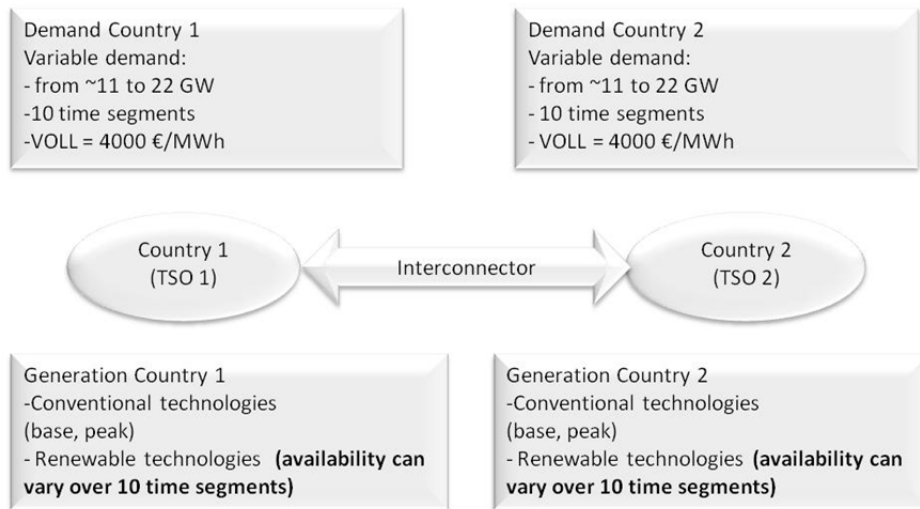 Demand Country 1
Variable demand:
- from ~11 to 22 GW
-10 time segments
-VOLL = 4000 €/MWh
Demand Country 2
Variable demand:
- from ~11 to 22 GW
- 10 time segments
- VOLL = 4000 €/MWh
Country 1
(TSO 1)
Interconnector
Country 2
(TSO 2)
Generation Country 1
-Conventional technologies
(base, peak)
- Renewable technologies (availability can
vary over 10 time segments)
Generation Country 2
-Conventional technologies
(base, peak)
- Renewable technologies (availability can
vary over 10 time segments)